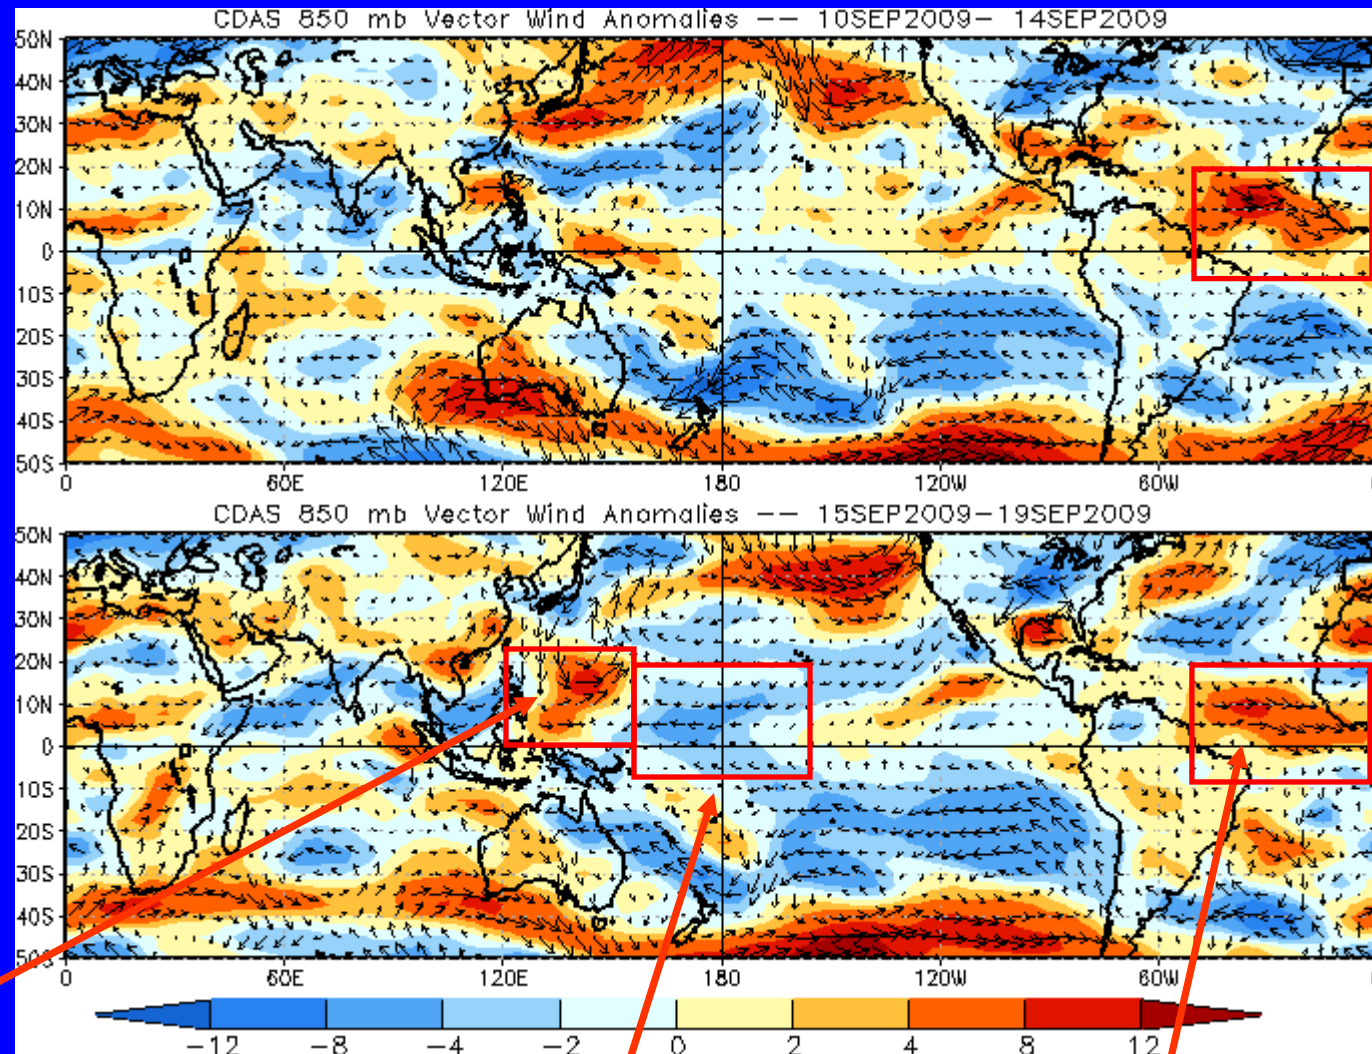 CDAS 850 mb Vector Wind Anomalies -- 10SEP2009- 14SEP2009
50N
40N
30N
20N
10N
0
10S
20S
30S
40S
50S
0 60E 120E 180 120W 60W
CDAS 850 mb Vector Wind Anomalies -- 15SEP2009-19SEP2009
50N
40N
30N
20N
10N
0
10S
20S
30S
40S
50S
0 60E 120E 180 120W 60W
-12 -8 -4 -2 0 2 4 8 12